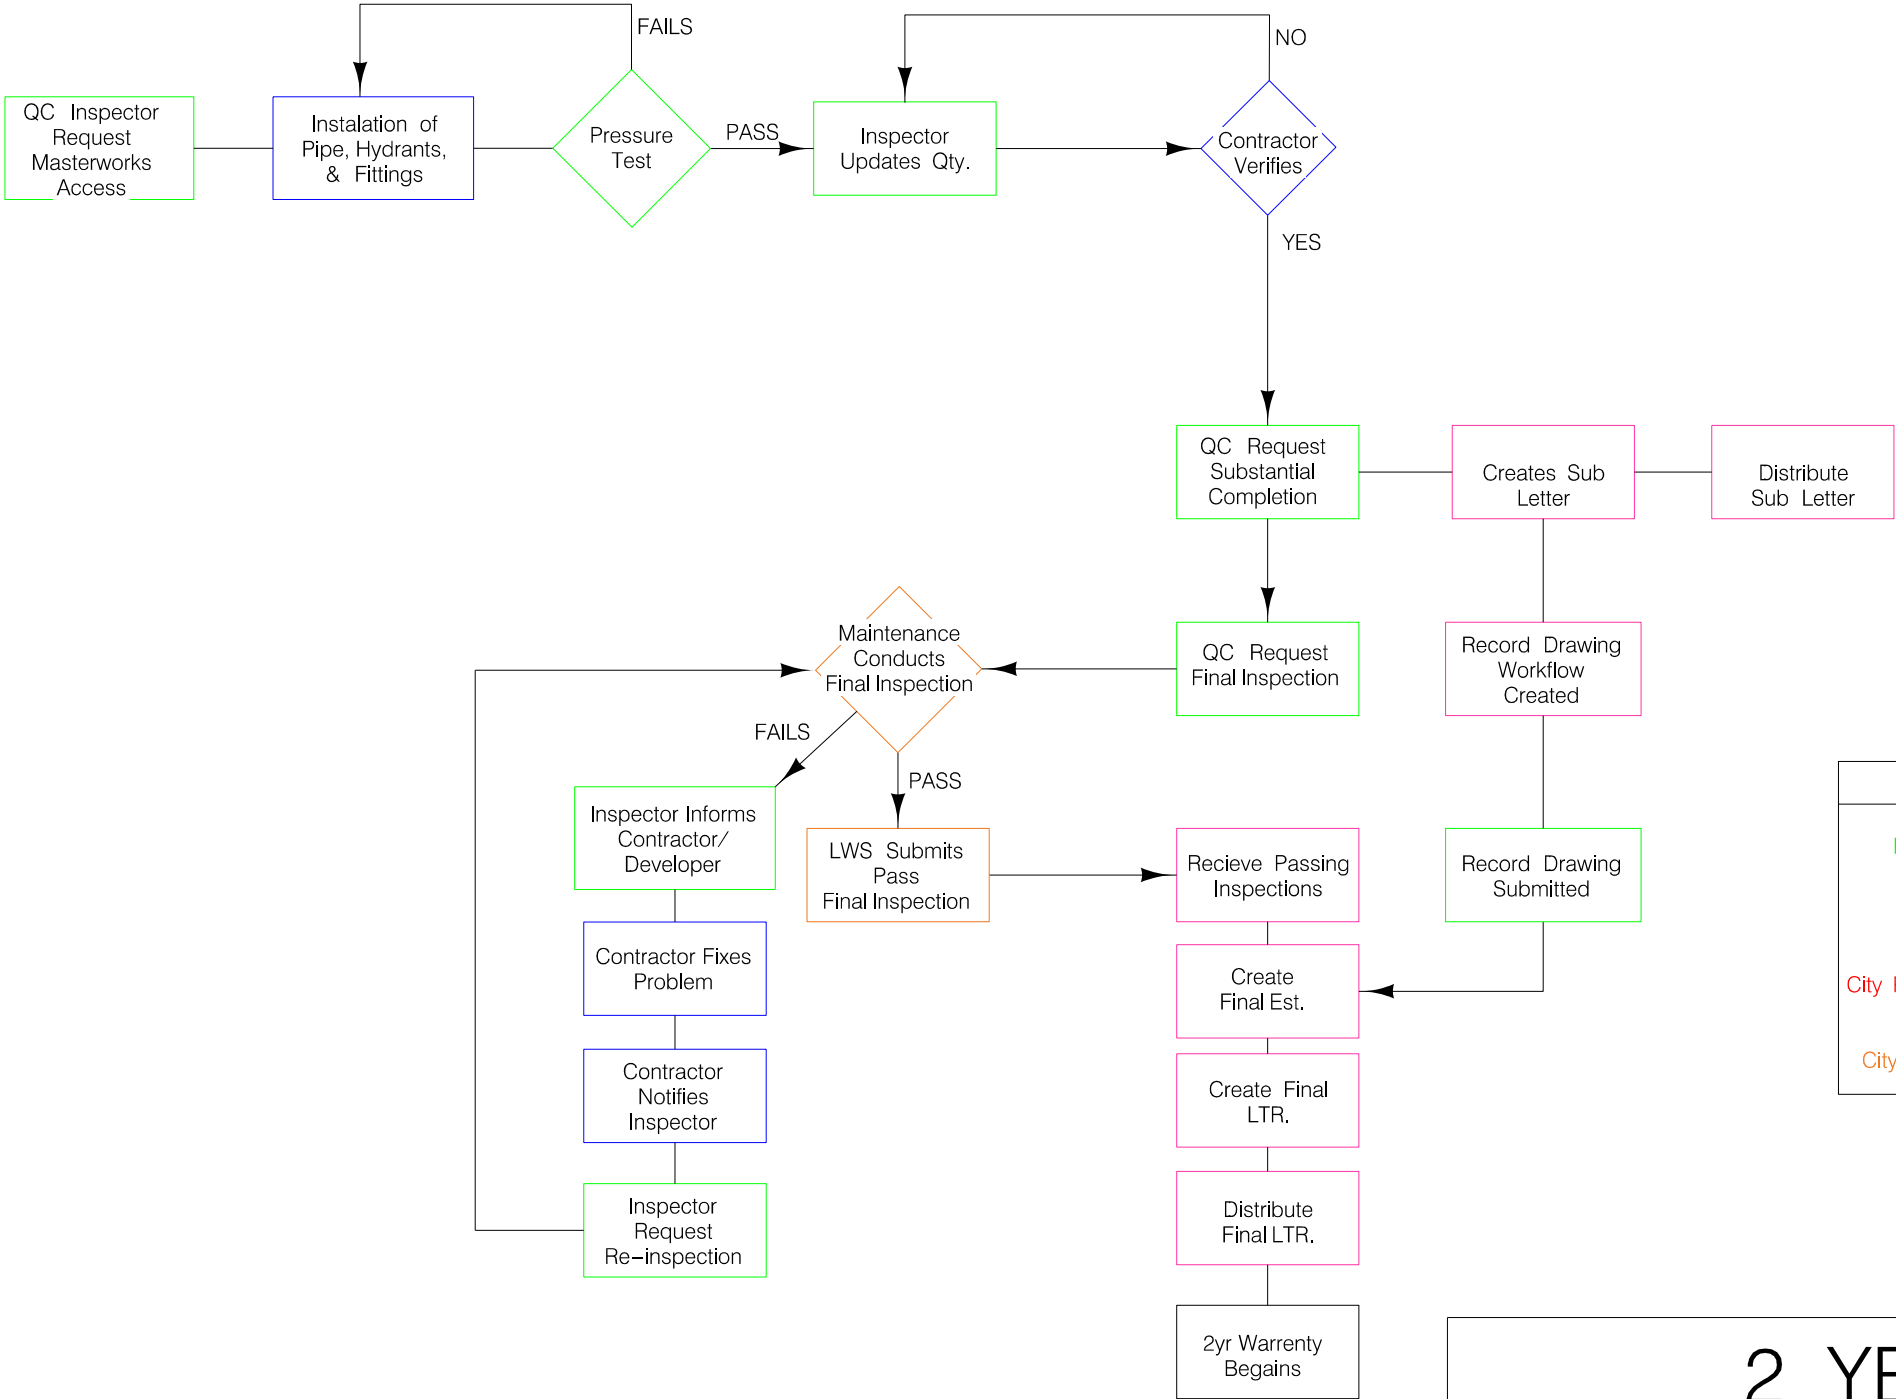 FAILS
NO
QC Inspector
Request
Masterworks
Access
Instalation of
Pipe, Hydrants,
& Fittings
Pressure
Test
PASS
Inspector
Updates Qty.
Contractor
Verifies
YES
QC Request
Substantial
Completion
Creates Sub
Letter
Distribute
Sub Letter
Maintenance
Conducts
Final Inspection
QC Request
Final Inspection
Record Drawing
Workflow
Created
FAILS
PASS
Inspector Informs
Contractor/
Developer
LWS Submits
Pass
Final Inspection
Recieve Passing
Inspections
Record Drawing
Submitted
Contractor Fixes
Problem
Create
Final Est.
City
City
Contractor
Notifies
Inspector
Create Final
LTR.
Inspector
Request
Re-inspection
Distribute
Final LTR.
2yr Warrenty
Begains
2 YE